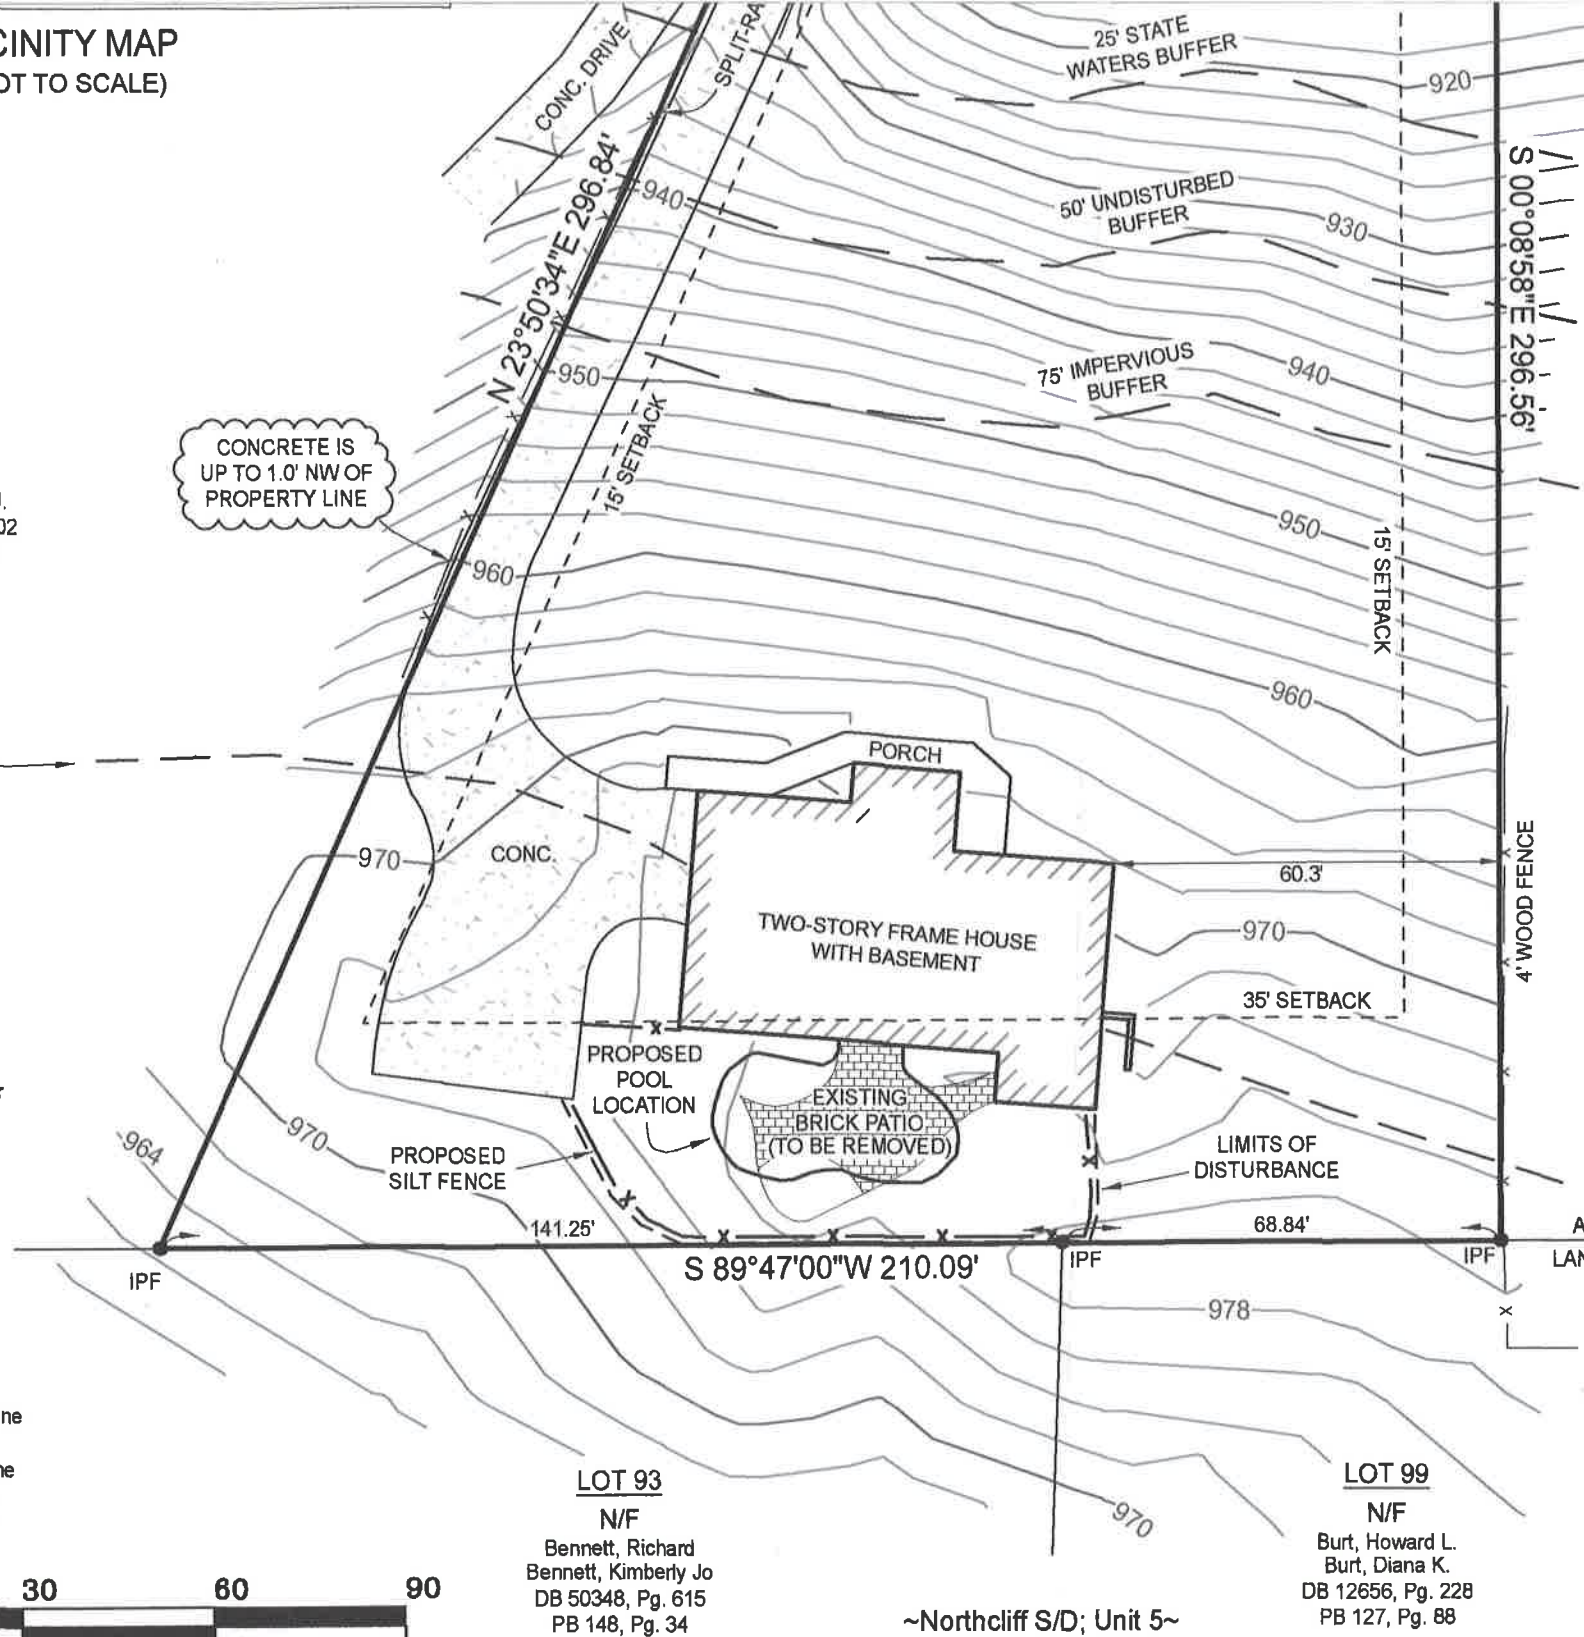 CINITY MAP
OT TO SCALE)
CONC. DRIVE
SPLIT-RA
25' STATE
WATERS BUFFER
920
N 23°50'34"E 296.84'
940
50' UNDISTURBED
BUFFER
930
S 00°08'58"E 296.56'
950
75' IMPERVIOUS
BUFFER
940
CONCRETE IS
UP TO 1.0' NW OF
PROPERTY LINE
15' SETBACK
02
950
15' SETBACK
960
960
PORCH
970
CONC.
60.3'
4' WOOD FENCE
TWO-STORY FRAME HOUSE
WITH BASEMENT
970
35' SETBACK
PROPOSED
POOL
LOCATION
EXISTING
BRICK PATIO
(TO BE REMOVED)
970
964
PROPOSED
SILT FENCE
LIMITS OF
DISTURBANCE
141.25'
68.84'
A
IPF
S 89°47'00"W 210.09'
IPF
IPF
LAN
978
ne
ne
970
LOT 93
N/F
Bennett, Richard
Bennett, Kimberly Jo
DB 50348, Pg. 615
PB 148, Pg. 34
LOT 99
N/F
Burt, Howard L.
Burt, Diana K.
DB 12656, Pg. 228
PB 127, Pg. 88
30 60 90
~Northcliff S/D; Unit 5~